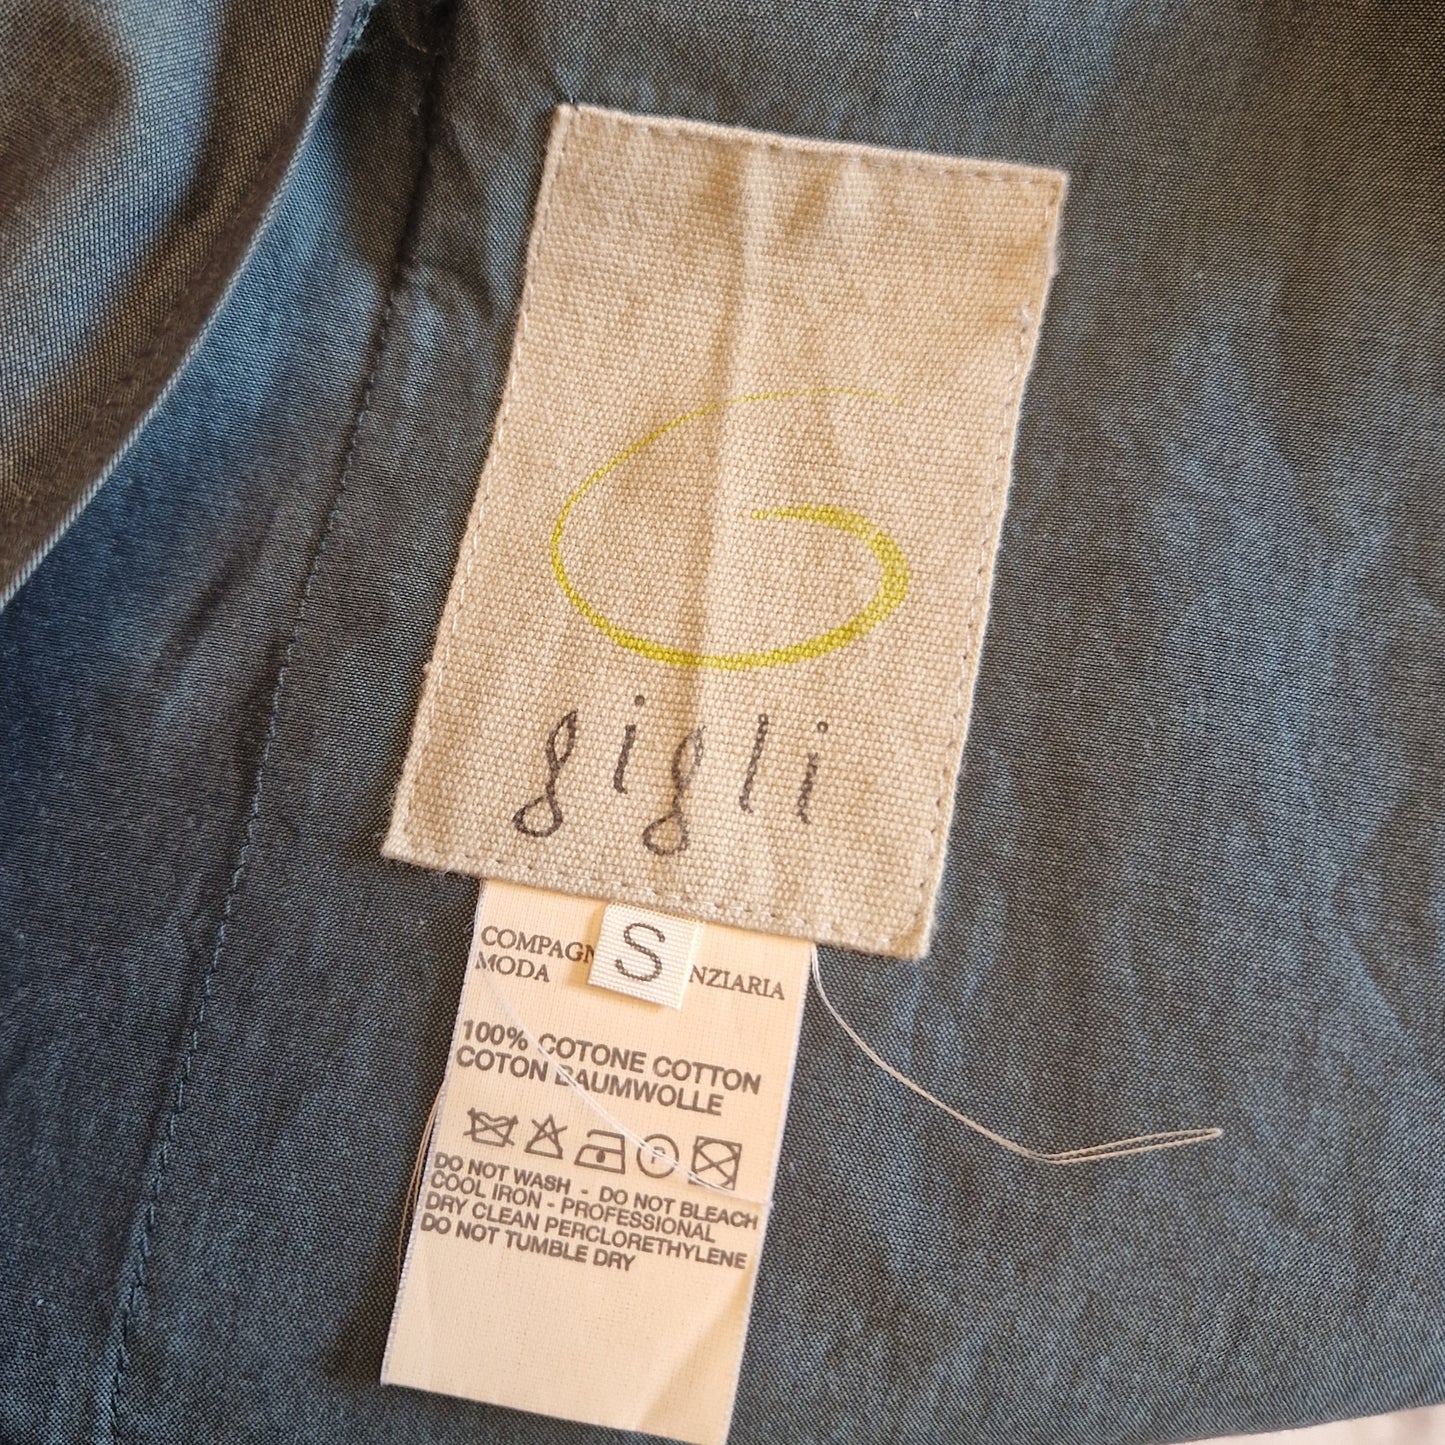 gigli
S
COMPAGN NZIARIA
MODA
100% COTONE COTTON
COTON BAUMWOLLE
P
DO NOT WASH - DO NOT BLEACH
COOL IRON - PROFESSIONAL
DRY CLEAN PERCLORETHYLENE
DO NOT TUMBLE DRY